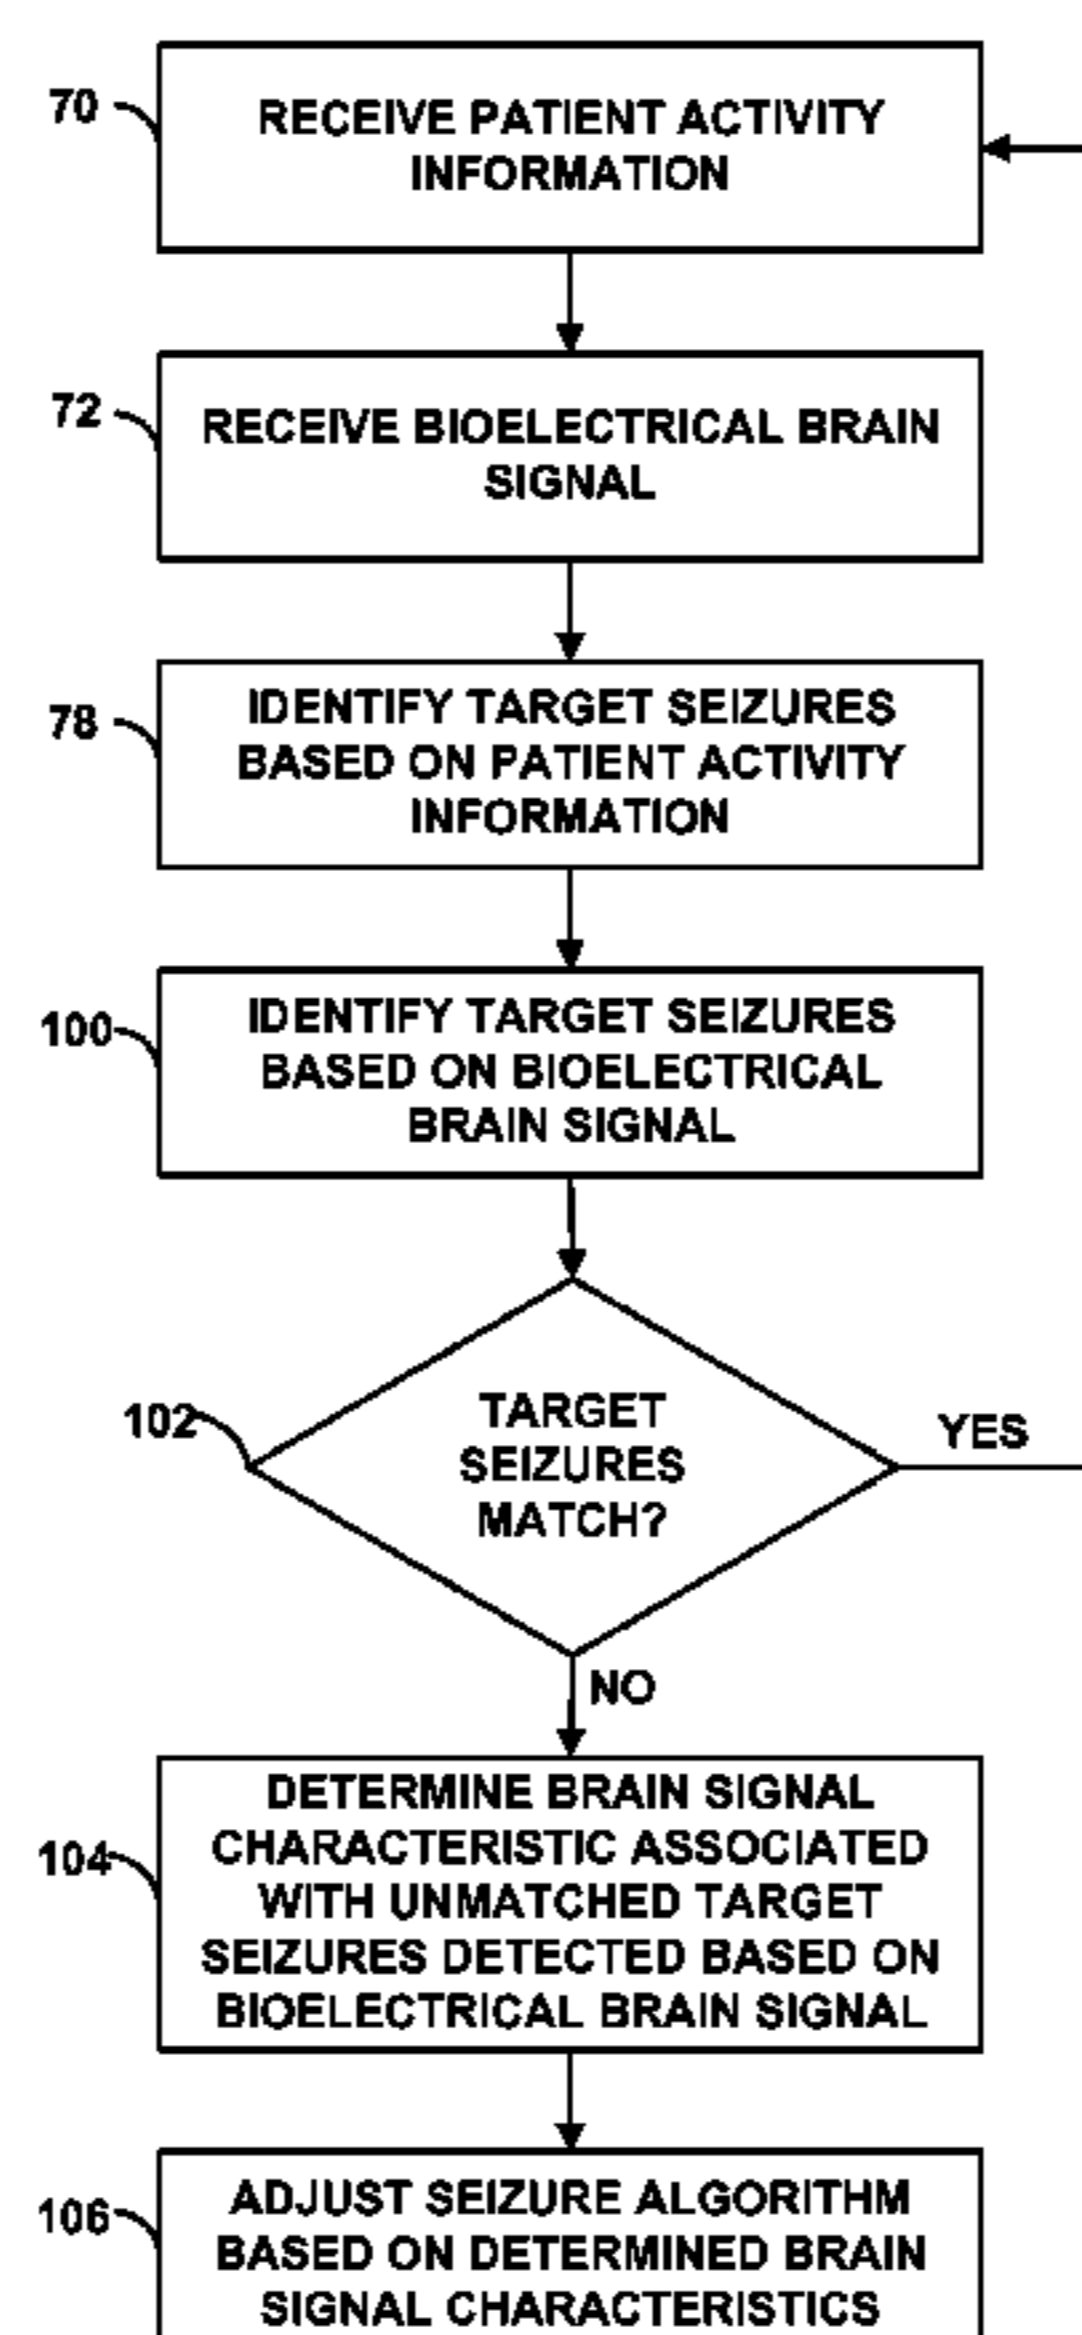 70
RECEIVE PATIENT ACTIVITY
INFORMATION
72
RECEIVE BIOELECTRICAL BRAIN
SIGNAL
78
IDENTIFY TARGET SEIZURES
BASED ON PATIENT ACTIVITY
INFORMATION
100
IDENTIFY TARGET SEIZURES
BASED ON BIOELECTRICAL
BRAIN SIGNAL
102
TARGET
SEIZURES
MATCH?
YES
NO
104
DETERMINE BRAIN SIGNAL
CHARACTERISTIC ASSOCIATED
WITH UNMATCHED TARGET
SEIZURES DETECTED BASED ON
BIOELECTRICAL BRAIN SIGNAL
106
ADJUST SEIZURE ALGORITHM
BASED ON DETERMINED BRAIN
SIGNAL CHARACTERISTICS